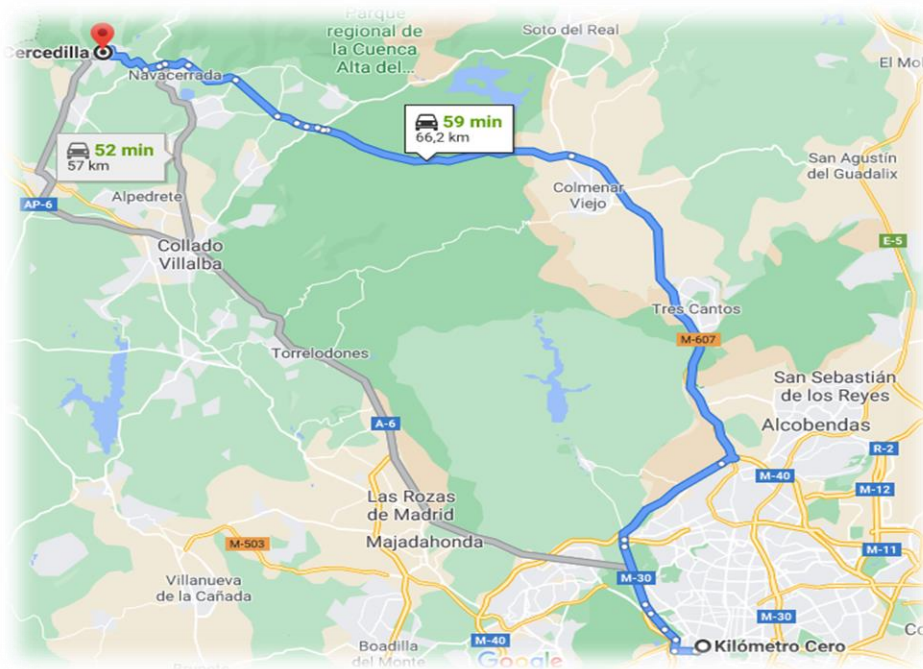 Parque
regional de
la Cuenca
Alta del...
Soto del Real
Cercedilla
Navacerrada
El Mol
59 min
66,2 km
52 min
57 km
San Agustín
del Guadalix
Alpedrete
Colmenar
Viejo
AP-6
Collado
Villalba
E-5
Tres Cantos
M-607
Torrelodones
San Sebastián
de los Reyes
Alcobendas
A-6
R-2
M-40
M-12
Las Rozas
de Madrid
Majadahonda
M-503
M-11
Villanueva
de la Cañada
M-30
M-30
Kilómetro Cero
Co
Boadilla
del Monte
M-40
Google